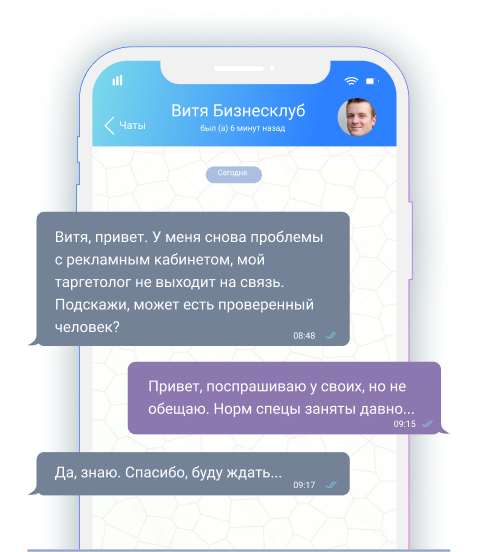 Витя Бизнесклуб
Чаты
был (а) 6 минут назад
Сегодня
Витя, привет. У меня снова проблемы
с рекламным кабинетом, мой
таргетолог не выходит на связь.
Подскажи, может есть проверенный
человек?
08:48
Привет, поспрашиваю у своих, но не
обещаю. Норм спецы заняты давно...
09:15
Да, знаю. Спасибо, буду ждать...
09:17